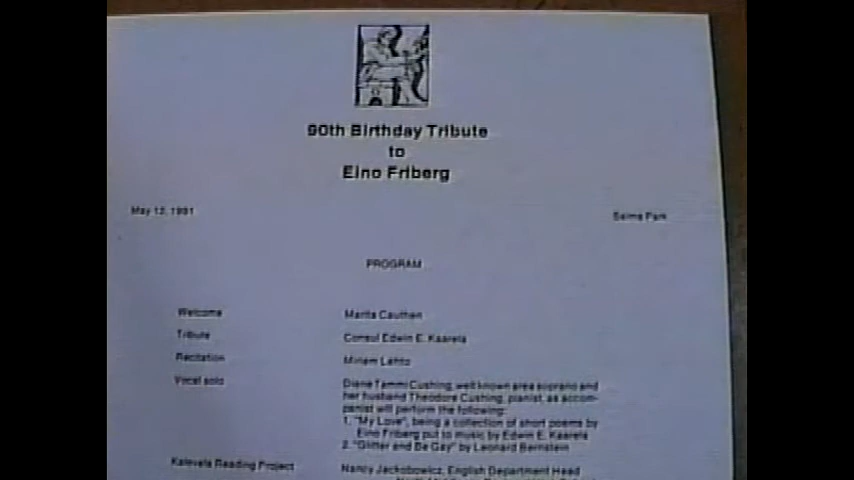 90th Birthday Tribute
to
Eino Friberg
May 12, 1991 Saima Park
PROGRAM
Welcome Marita Cauthen
Tribute Consul Edwin E. Kaarela
Recitation Miriam Lehto
Vocal solo Diane Tammi Cushing, well known area soprano and
her husband Theodore Cushing, pianist, as accom-
panist will perform the following:
1. "My Love", being a collection of short poems by
Eino Friberg put to music by Edwin E. Kaarela
2. "Glitter and Be Gay" by Leonard Bernstein
Kalevala Reading Project Nancy Jackobowicz, English Department Head